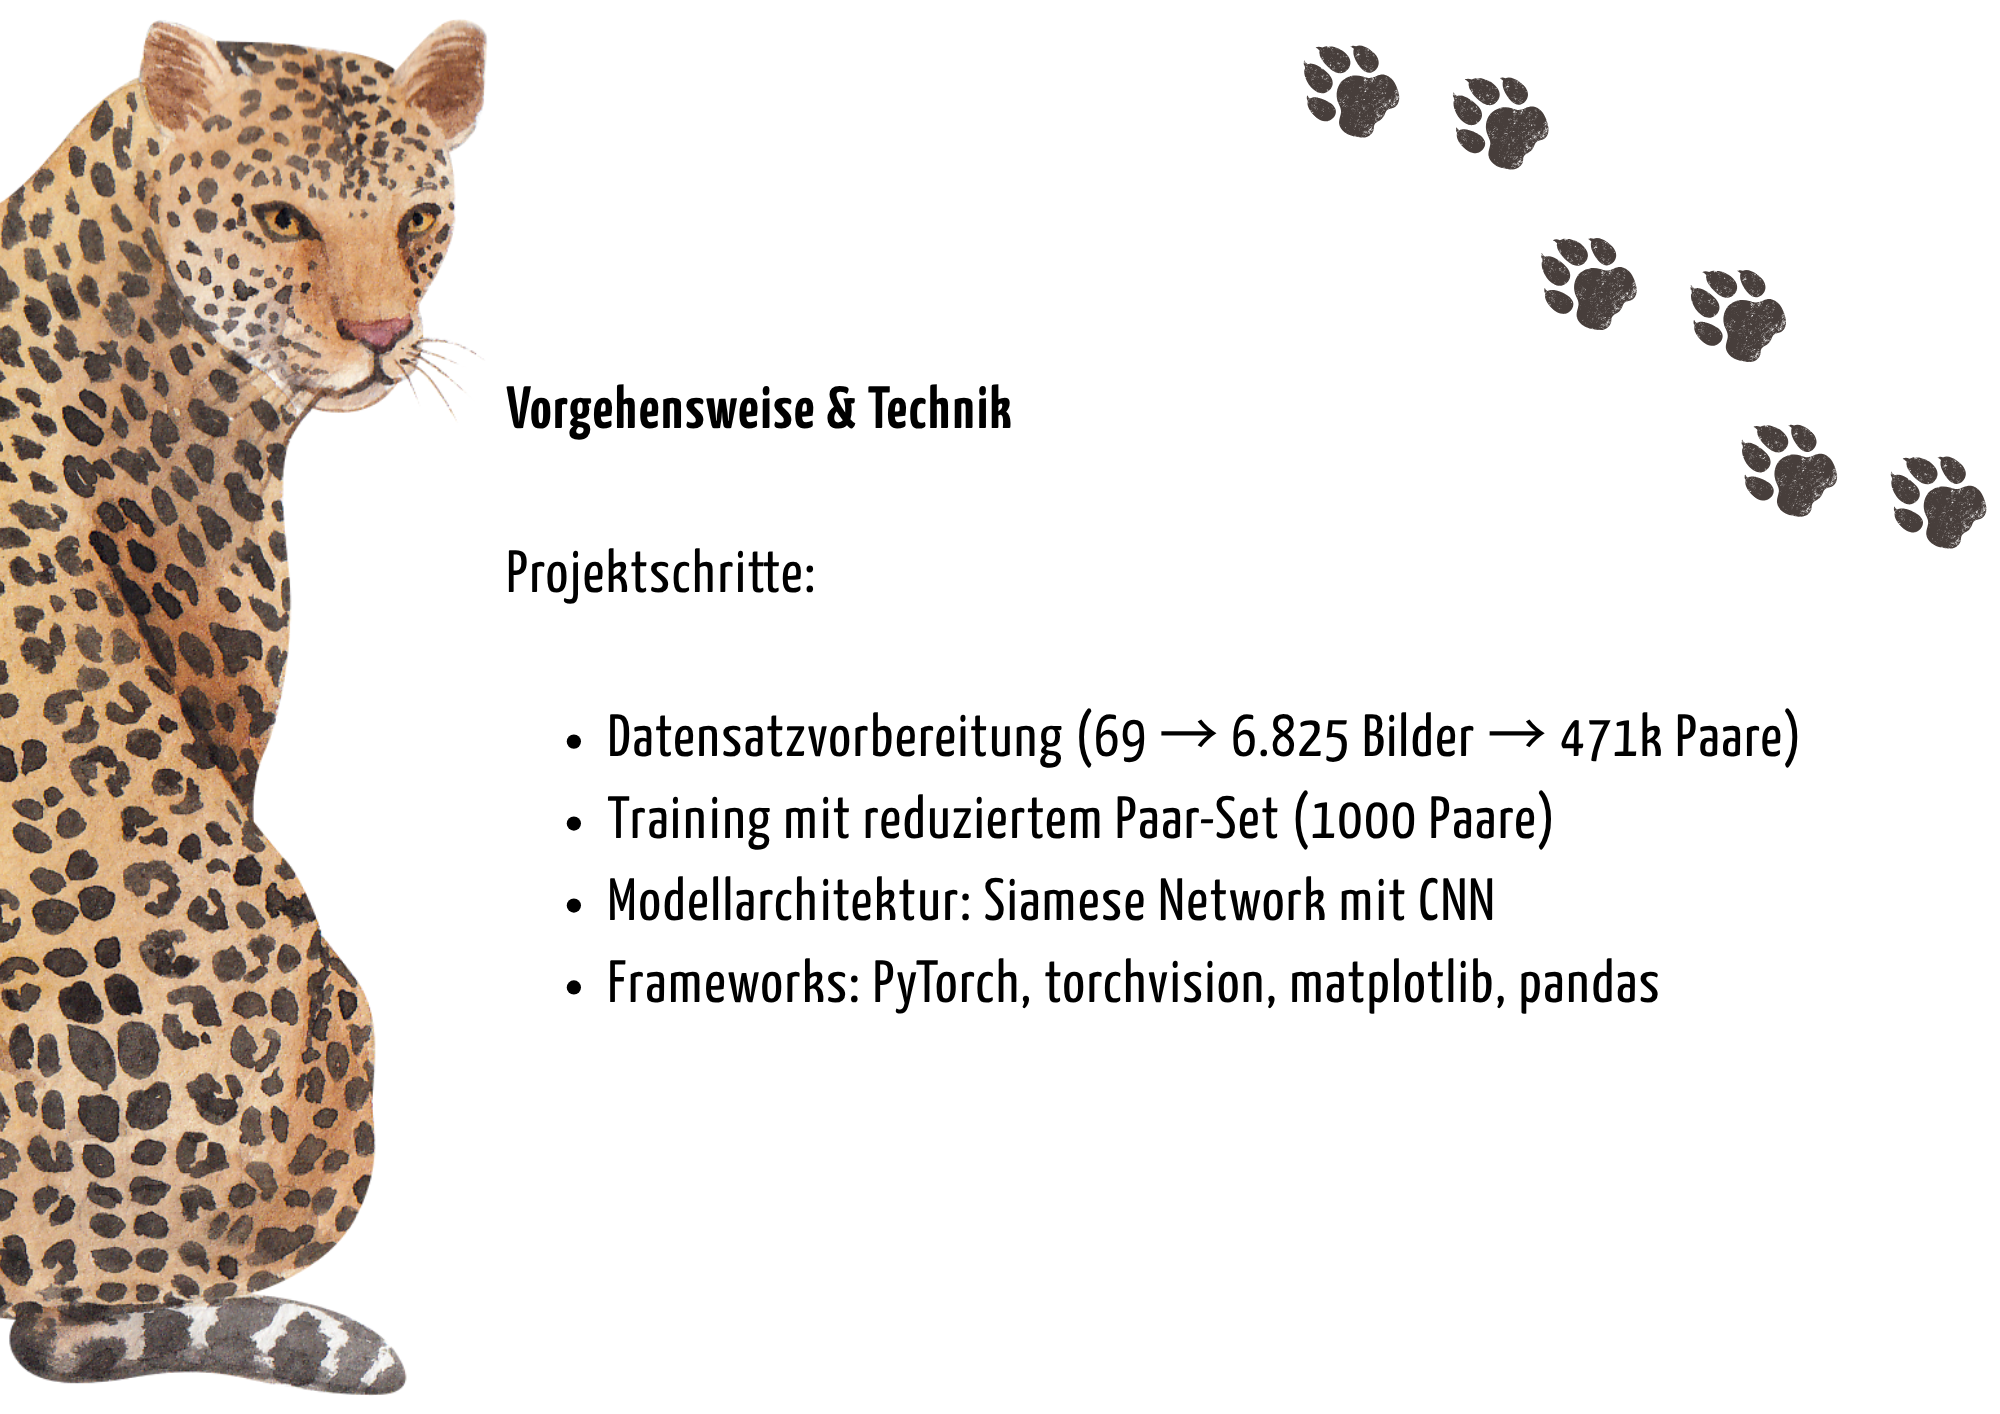 Vorgehensweise & Technik
Projektschritte:
• Datensatzvorbereitung (69 → 6.825 Bilder → 471k Paare)
• Training mit reduziertem Paar-Set (1000 Paare)
• Modellarchitektur: Siamese Network mit CNN
• Frameworks: PyTorch, torchvision, matplotlib, pandas